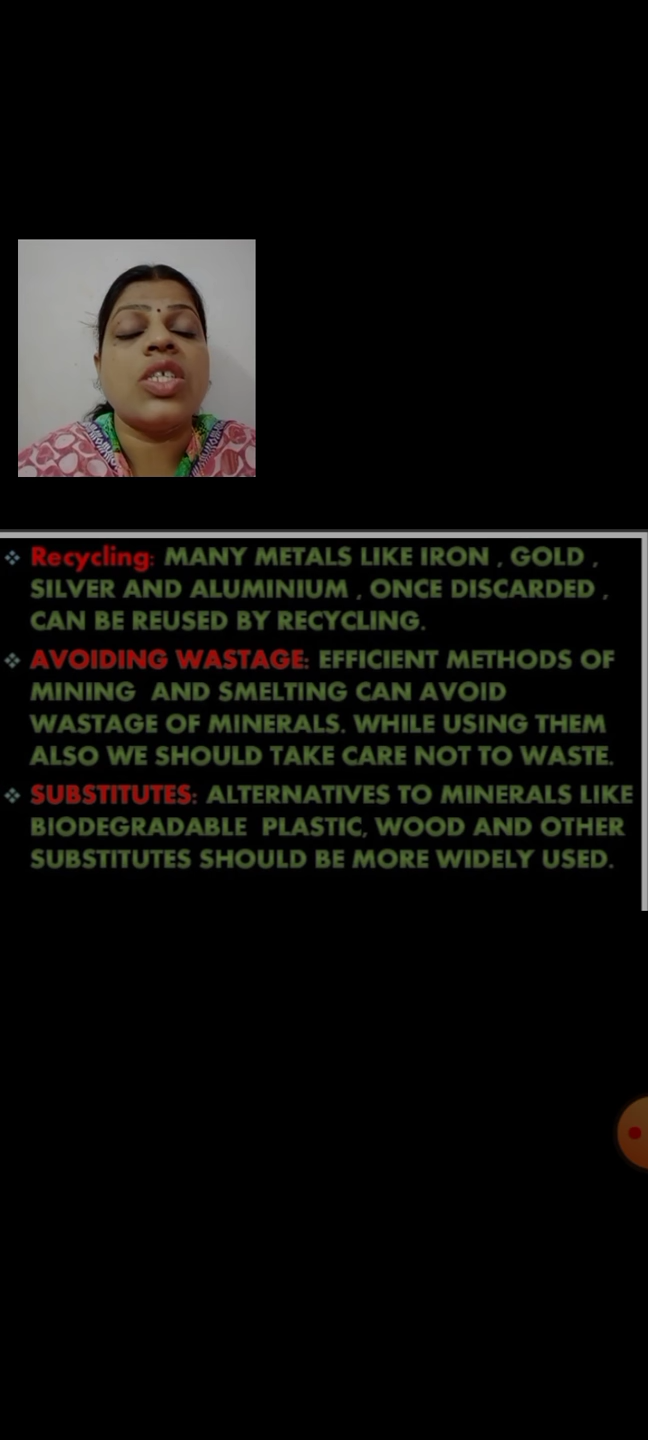 ❖ Recycling: MANY METALS LIKE IRON , GOLD ,
SILVER AND ALUMINIUM , ONCE DISCARDED ,
CAN BE REUSED BY RECYCLING.
❖ AVOIDING WASTAGE: EFFICIENT METHODS OF
MINING  AND SMELTING CAN AVOID
WASTAGE OF MINERALS. WHILE USING THEM
ALSO WE SHOULD TAKE CARE NOT TO WASTE.
❖ SUBSTITUTES: ALTERNATIVES TO MINERALS LIKE
BIODEGRADABLE  PLASTIC, WOOD AND OTHER
SUBSTITUTES SHOULD BE MORE WIDELY USED.